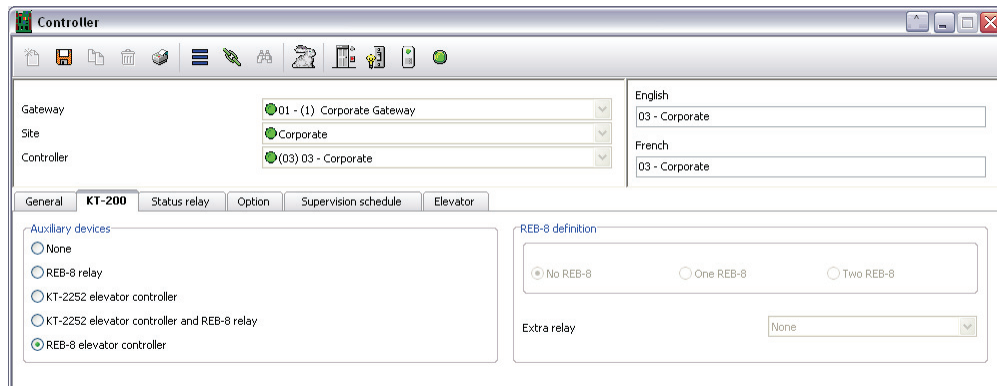 Controller
Gateway
01 - (1) Corporate Gateway
Site
Corporate
Controller
(03) 03 - Corporate
English
03 - Corporate
French
03 - Corporate
General
KT-200
Status relay
Option
Supervision schedule
Elevator
Auxiliary devices
None
REB-8 relay
KT-2252 elevator controller
KT-2252 elevator controller and REB-8 relay
REB-8 elevator controller
REB-8 definition
No REB-8
One REB-8
Two REB-8
Extra relay
None